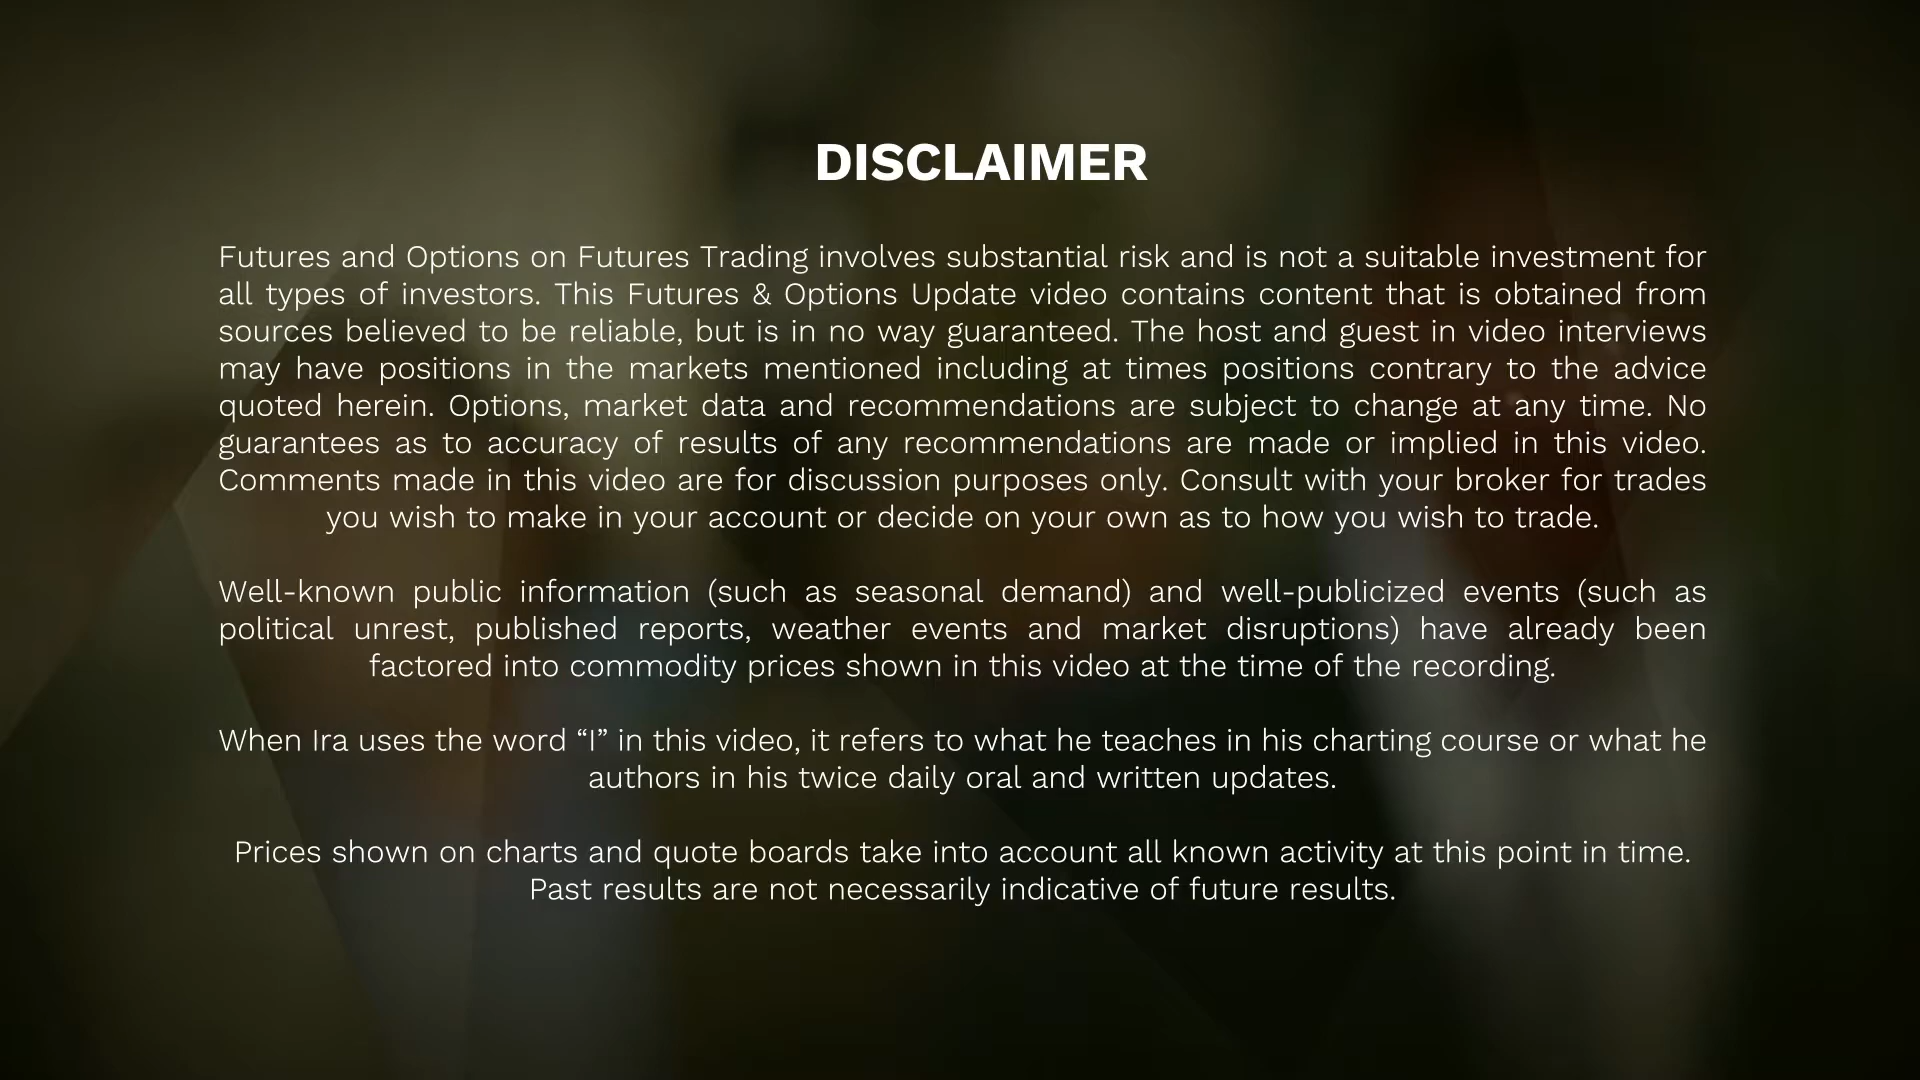 DISCLAIMER
Futures and Options on Futures Trading involves substantial risk and is not a suitable investment for
all types of investors. This Futures & Options Update video contains content that is obtained from
sources believed to be reliable, but is in no way guaranteed. The host and guest in video interviews
may have positions in the markets mentioned including at times positions contrary to the advice
quoted herein. Options, market data and recommendations are subject to change at any time. No
guarantees as to accuracy of results of any recommendations are made or implied in this video.
Comments made in this video are for discussion purposes only. Consult with your broker for trades
you wish to make in your account or decide on your own as to how you wish to trade.
Well-known public information (such as seasonal demand) and well-publicized events (such as
political unrest, published reports, weather events and market disruptions) have already been
factored into commodity prices shown in this video at the time of the recording.
When Ira uses the word “I” in this video, it refers to what he teaches in his charting course or what he
authors in his twice daily oral and written updates.
Prices shown on charts and quote boards take into account all known activity at this point in time.
Past results are not necessarily indicative of future results.